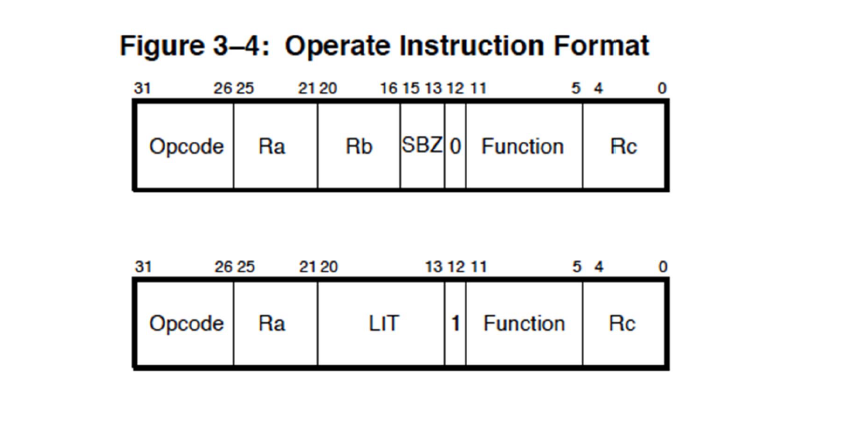 Figure 3–4: Operate Instruction Format
31 26 25 21 20 16 15 13 12 11 5 4 0
Opcode Ra Rb SBZ 0 Function Rc
31 26 25 21 20 13 12 11 5 4 0
Opcode Ra LIT 1 Function Rc